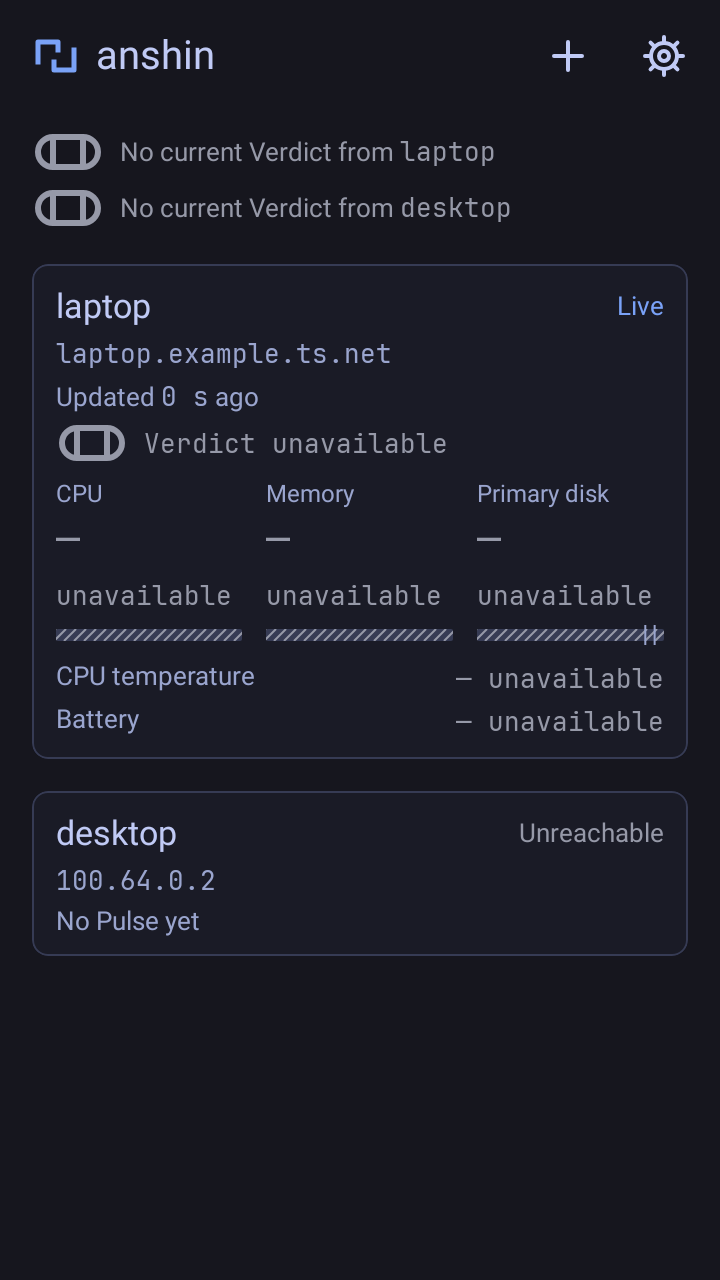 anshin
No current Verdict from laptop
No current Verdict from desktop
laptop Live
laptop.example.ts.net
Updated 0 s ago
Verdict unavailable
CPU Memory Primary disk
— — —
unavailable unavailable unavailable
CPU temperature — unavailable
Battery — unavailable
desktop Unreachable
100.64.0.2
No Pulse yet